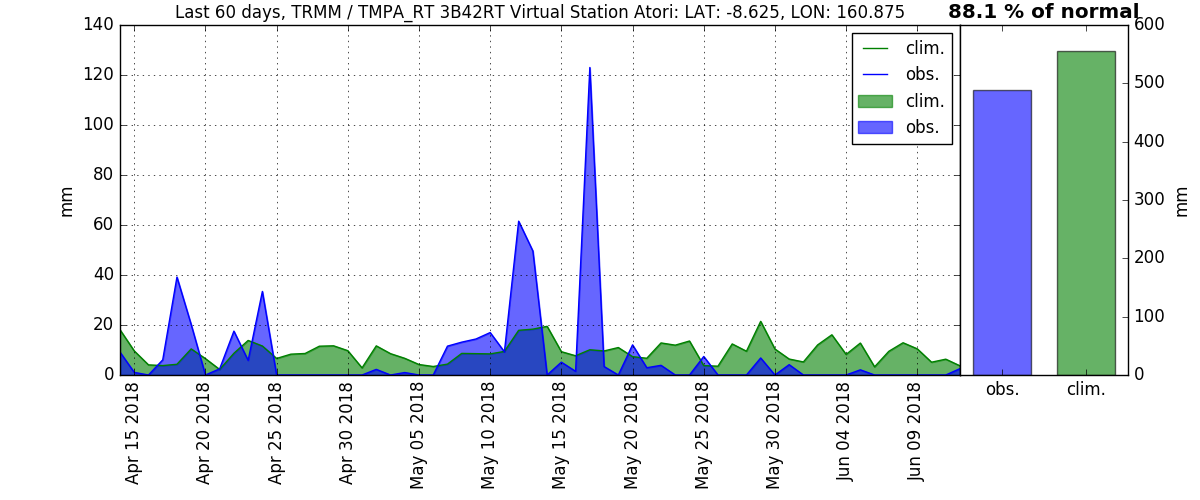 Last 60 days, TRMM / TMPA_RT 3B42RT Virtual Station Atori: LAT: -8.625, LON: 160.875
88.1 % of normal
140
120
100
80
60
40
20
0
mm
clim.
obs.
clim.
obs.
600
500
400
300
200
100
0
mm
Apr 15 2018
Apr 20 2018
Apr 25 2018
Apr 30 2018
May 05 2018
May 10 2018
May 15 2018
May 20 2018
May 25 2018
May 30 2018
Jun 04 2018
Jun 09 2018
obs.
clim.